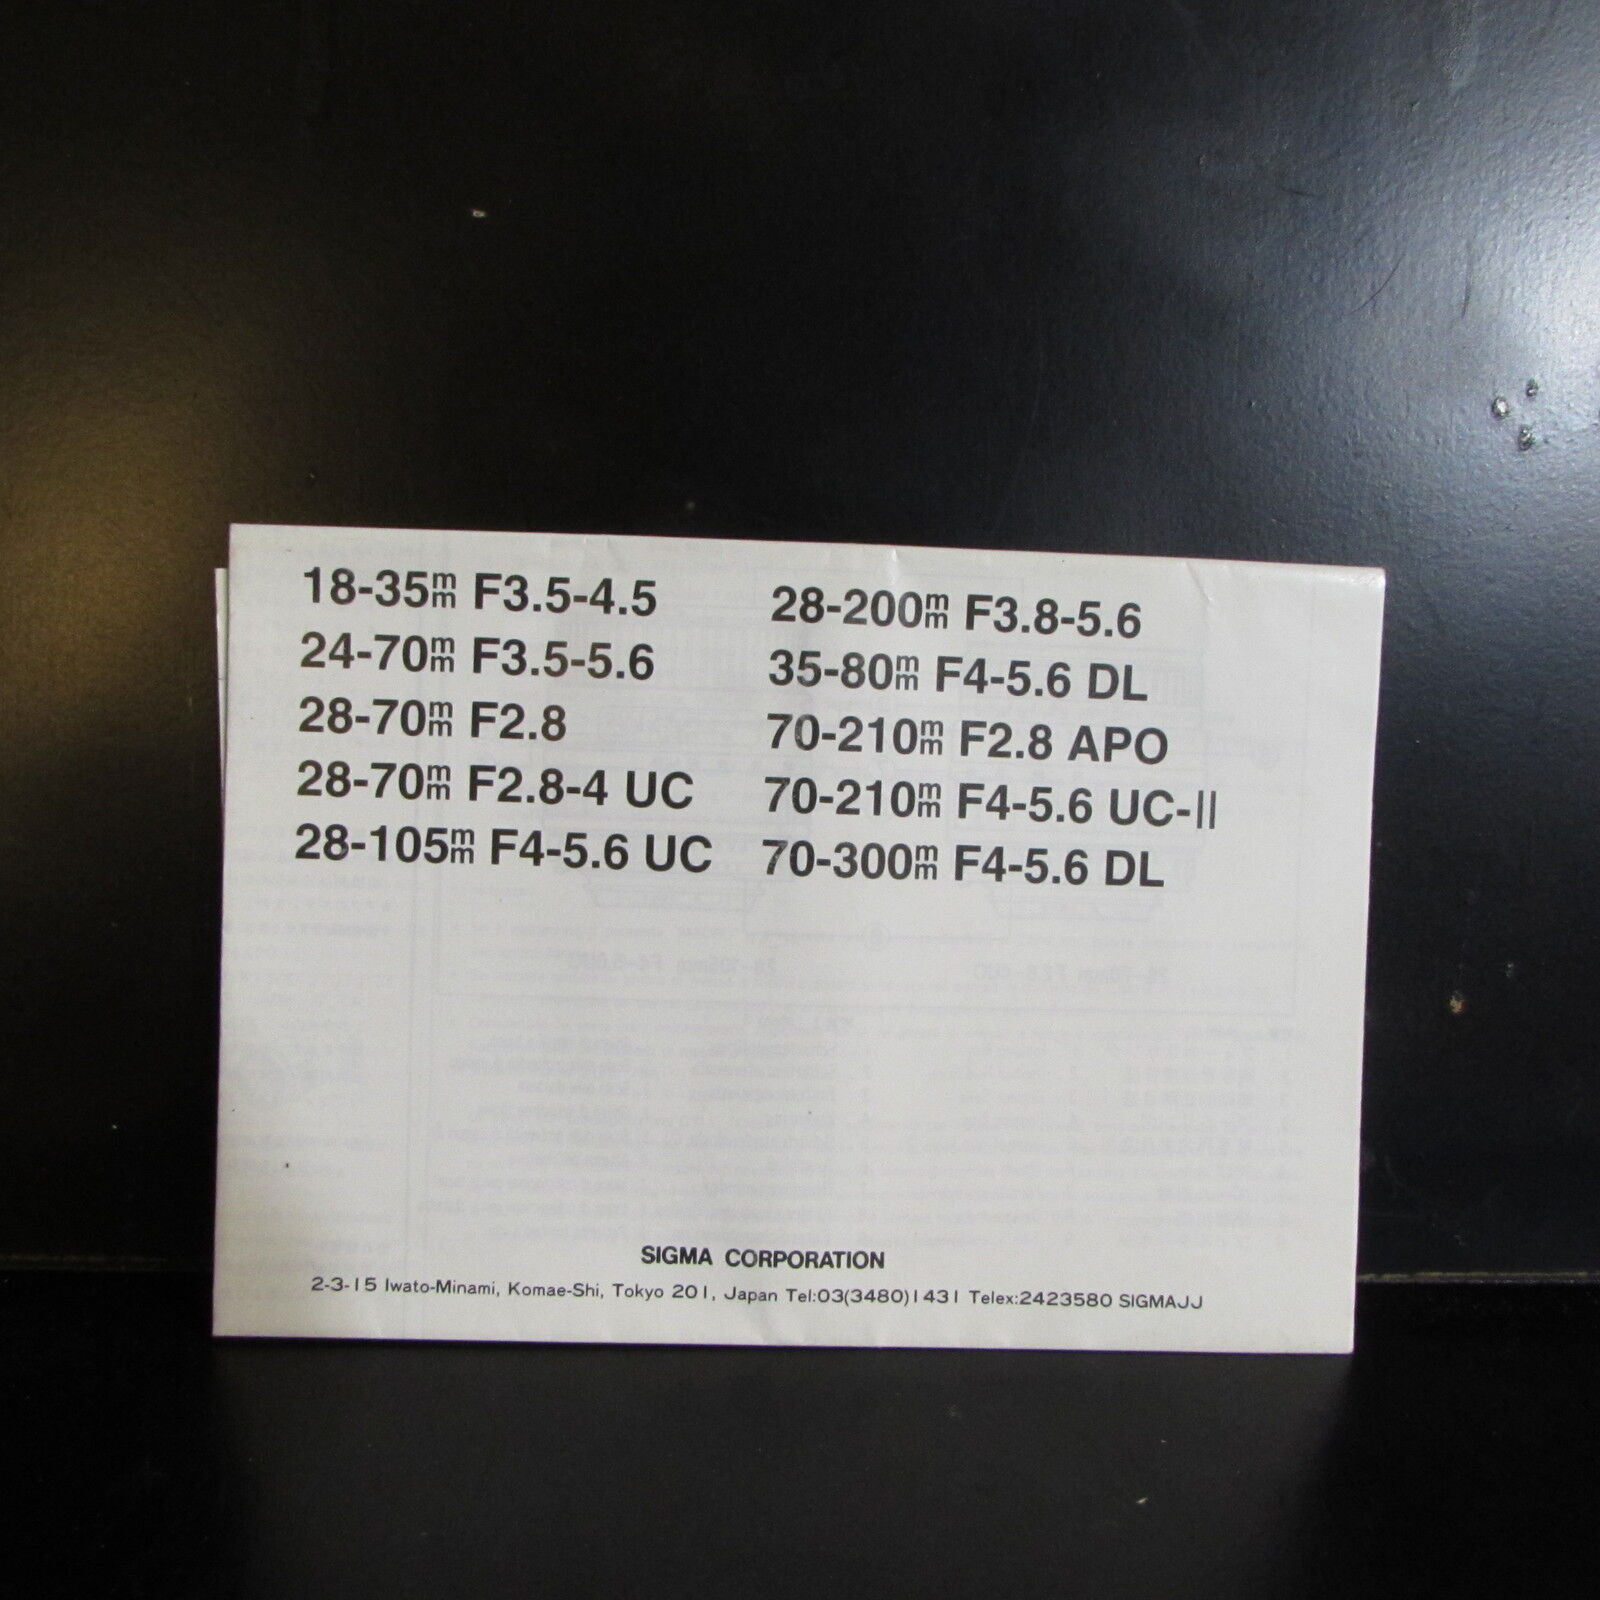 18-35mm F3.5-4.5
24-70mm F3.5-5.6
28-70mm F2.8
28-70mm F2.8-4 UC
28-105mm F4-5.6 UC
28-200mm F3.8-5.6
35-80mm F4-5.6 DL
70-210mm F2.8 APO
70-210mm F4-5.6 UC-II
70-300mm F4-5.6 DL
SIGMA CORPORATION
2-3-15 Iwato-Minami, Komae-Shi, Tokyo 201, Japan Tel:03(3480)1431 Telex:2423580 SIGMAJJ